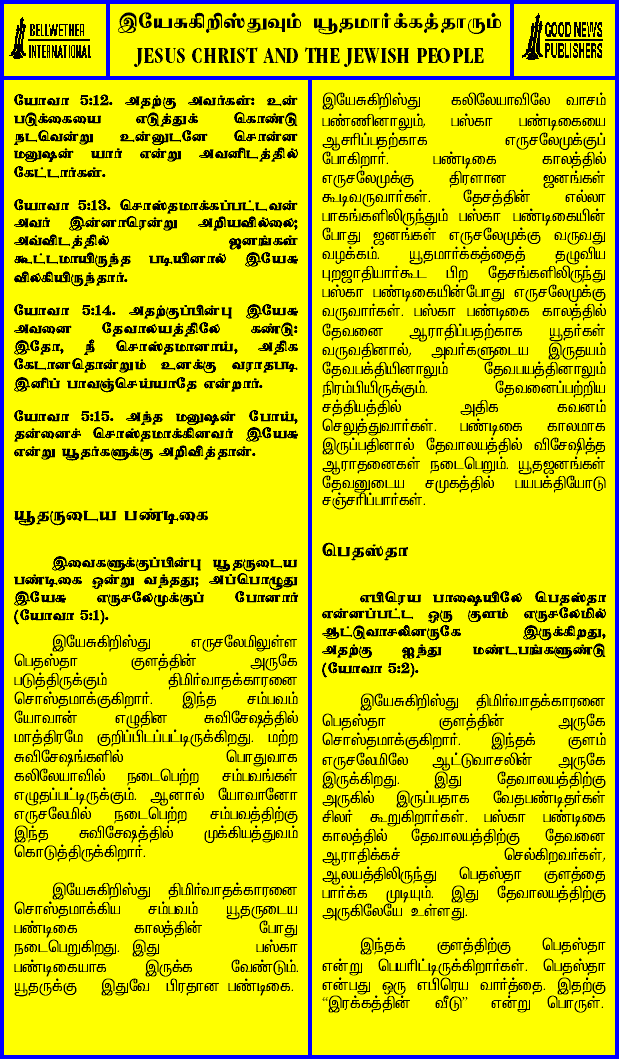 BELLWETHER
INTERNATIONAL
இயேசுகிறிஸ்துவும் யூதமார்க்கத்தாரும்
JESUS CHRIST AND THE JEWISH PEOPLE
GOOD NEWS
PUBLISHERS
யோவா 5:12. அதற்கு அவர்கள்: உன்
படுக்கையை எடுத்துக் கொண்டு
நடவென்று உன்னுடனே சொன்ன
மனுஷன் யார் என்று அவனிடத்தில்
கேட்டார்கள்.
யோவா 5:13. சொஸ்தமாக்கப்பட்டவன்
அவர் இன்னாரென்று அறியவில்லை;
அவ்விடத்தில் ஜனங்கள்
கூட்டமாயிருந்த படியினால் இயேசு
விலகியிருந்தார்.
யோவா 5:14. அதற்குப்பின்பு இயேசு
அவனை தேவாலயத்திலே கண்டு:
இதோ, நீ சொஸ்தமானாய், அதிக
கேடானதொன்றும் உனக்கு வராதபடி
இனிப் பாவஞ்செய்யாதே என்றார்.
யோவா 5:15. அந்த மனுஷன் போய்,
தன்னைச் சொஸ்தமாக்கினவர் இயேசு
என்று யூதர்களுக்கு அறிவித்தான்.
யூதருடைய பண்டிகை
இவைகளுக்குப்பின்பு யூதருடைய
பண்டிகை ஒன்று வந்தது; அப்பொழுது
இயேசு எருசலேமுக்குப் போனார்
(யோவா 5:1).
இயேசுகிறிஸ்து எருசலேமிலுள்ள
பெதஸ்தா குளத்தின் அருகே
படுத்திருக்கும் திமிர்வாதக்காரனை
சொஸ்தமாக்குகிறார். இந்த சம்பவம்
யோவான் எழுதின சுவிசேஷத்தில்
மாத்திரமே குறிப்பிடப்பட்டிருக்கிறது. மற்ற
சுவிசேஷங்களில் பொதுவாக
கலிலேயாவில் நடைபெற்ற சம்பவங்கள்
எழுதப்பட்டிருக்கும். ஆனால் யோவானோ
எருசலேமில் நடைபெற்ற சம்பவத்திற்கு
இந்த சுவிசேஷத்தில் முக்கியத்துவம்
கொடுத்திருக்கிறார்.
இயேசுகிறிஸ்து திமிர்வாதக்காரனை
சொஸ்தமாக்கிய சம்பவம் யூதருடைய
பண்டிகை காலத்தின் போது
நடைபெறுகிறது. இது பஸ்கா
பண்டிகையாக இருக்க வேண்டும்.
யூதருக்கு இதுவே பிரதான பண்டிகை.
இயேசுகிறிஸ்து கலிலேயாவிலே வாசம்
பண்ணினாலும், பஸ்கா பண்டிகையை
ஆசரிப்பதற்காக எருசலேமுக்குப்
போகிறார். பண்டிகை காலத்தில்
எருசலேமுக்கு திரளான ஜனங்கள்
கூடிவருவார்கள். தேசத்தின் எல்லா
பாகங்களிலிருந்தும் பஸ்கா பண்டிகையின்
போது ஜனங்கள் எருசலேமுக்கு வருவது
வழக்கம். யூதமார்க்கத்தைத் தழுவிய
புறஜாதியார்கூட பிற தேசங்களிலிருந்து
பஸ்கா பண்டிகையின்போது எருசலேமுக்கு
வருவார்கள். பஸ்கா பண்டிகை காலத்தில்
தேவனை ஆராதிப்பதற்காக யூதர்கள்
வருவதினால், அவர்களுடைய இருதயம்
தேவபக்தியினாலும் தேவபயத்தினாலும்
நிரம்பியிருக்கும். தேவனைப்பற்றிய
சத்தியத்தில் அதிக கவனம்
செலுத்துவார்கள். பண்டிகை காலமாக
இருப்பதினால் தேவாலயத்தில் விசேஷித்த
ஆராதனைகள் நடைபெறும். யூதஜனங்கள்
தேவனுடைய சமுகத்தில் பயபக்தியோடு
சஞ்சரிப்பார்கள்.
பெதஸ்தா
எபிரெய பாஷையிலே பெதஸ்தா
என்னப்பட்ட ஒரு குளம் எருசலேமில்
ஆட்டுவாசலினருகே இருக்கிறது,
அதற்கு ஐந்து மண்டபங்களுண்டு
(யோவா 5:2).
இயேசுகிறிஸ்து திமிர்வாதக்காரனை
பெதஸ்தா குளத்தின் அருகே
சொஸ்தமாக்குகிறார். இந்தக் குளம்
எருசலேமிலே ஆட்டுவாசலின் அருகே
இருக்கிறது. இது தேவாலயத்திற்கு
அருகில் இருப்பதாக வேதபண்டிதர்கள்
சிலர் கூறுகிறார்கள். பஸ்கா பண்டிகை
காலத்தில் தேவாலயத்திற்கு தேவனை
ஆராதிக்கச் செல்கிறவர்கள்,
ஆலயத்திலிருந்து பெதஸ்தா குளத்தை
பார்க்க முடியும். இது தேவாலயத்திற்கு
அருகிலேயே உள்ளது.
இந்தக் குளத்திற்கு பெதஸ்தா
என்று பெயரிட்டிருக்கிறார்கள். பெதஸ்தா
என்பது ஒரு எபிரெய வார்த்தை. இதற்கு
“இரக்கத்தின் வீடு” என்று பொருள்.